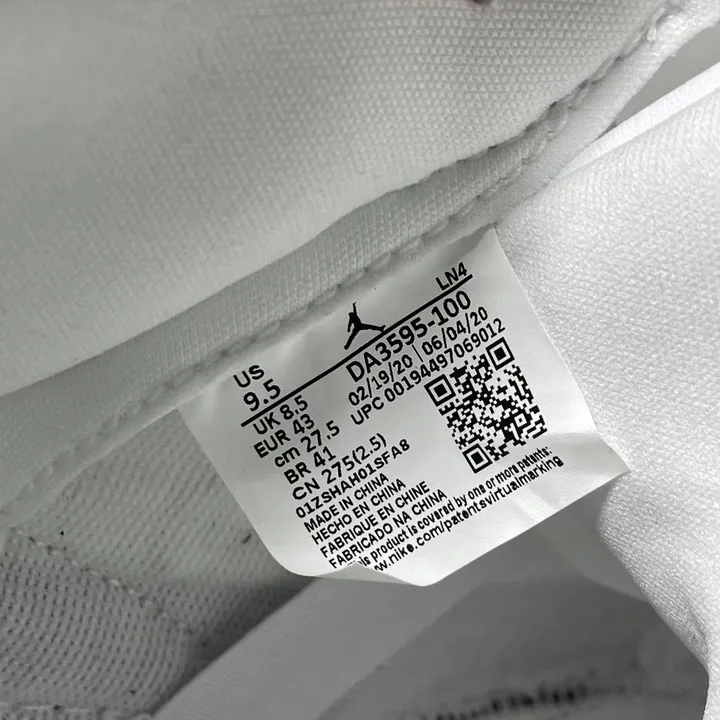 LN4
US
9.5
DA3595-100
UK 8.5
02/19/20 | 06/04/20
EUR 43
UPC 00194497069012
cm 27.5
BR 41
CN 275(2.5)
01ZSHAH01SFA8
MADE IN CHINA
HECHO EN CHINA
FABRIQUE EN CHINE
FABRICADO NA CHINA
is product is covered by one or more patents:
w.nike.com/patentsvirtualmarking